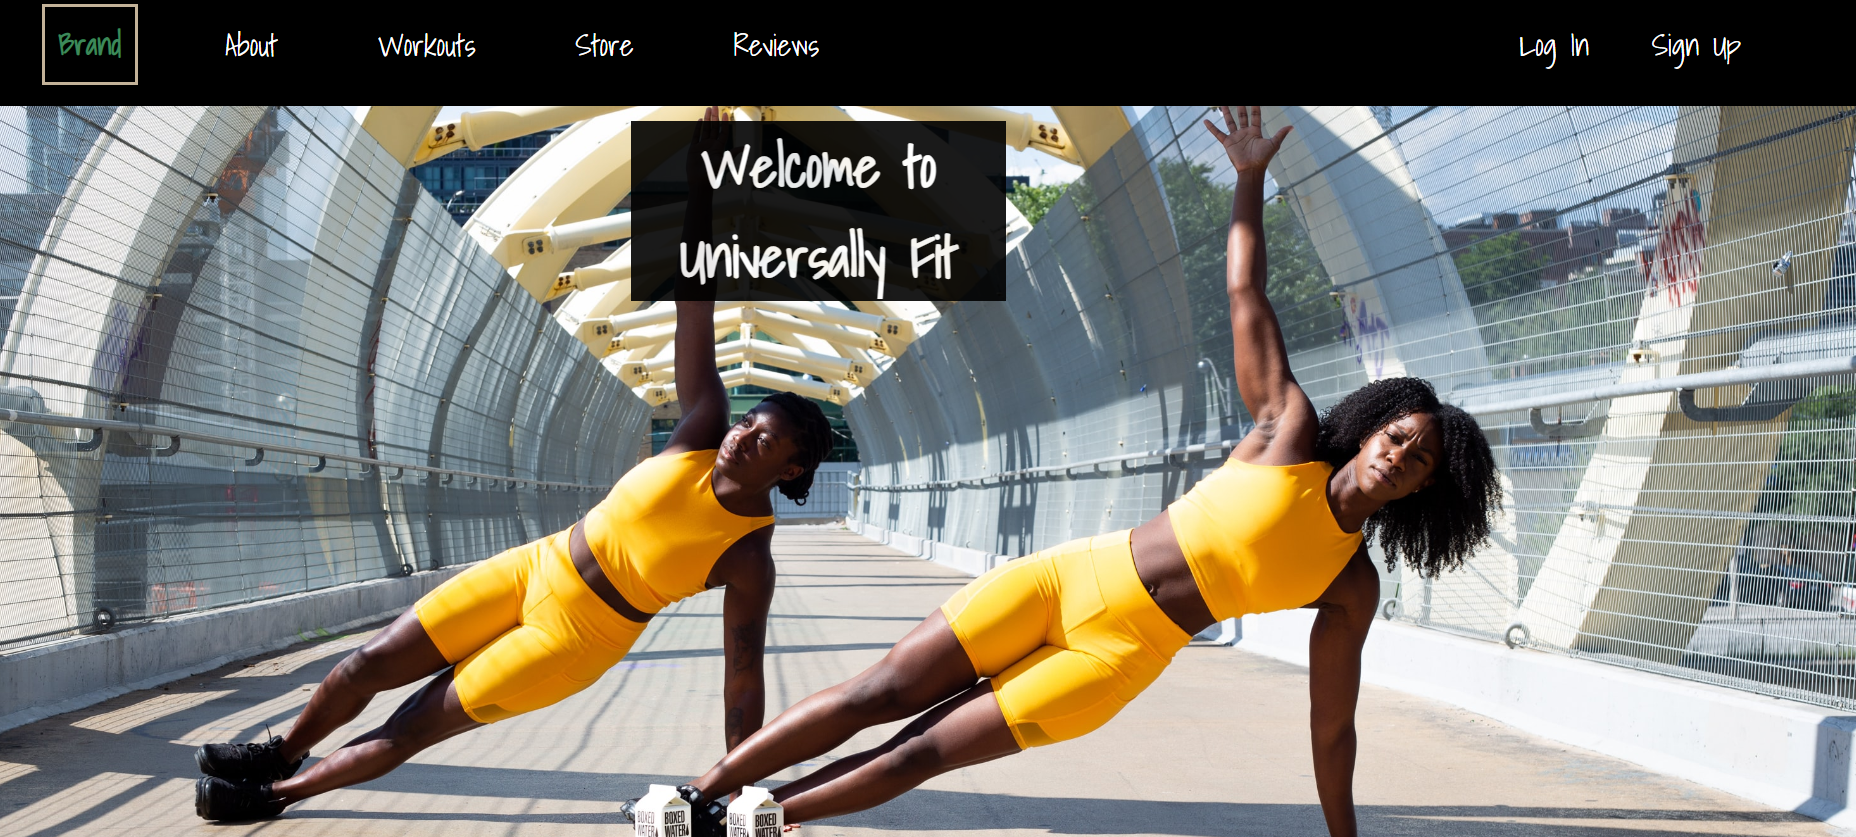 Brand About Workouts Store Reviews Log In Sign Up
Welcome to
Universally Fit
BOXED WATER BOXED WATER BOXED WATER BOXED WATER